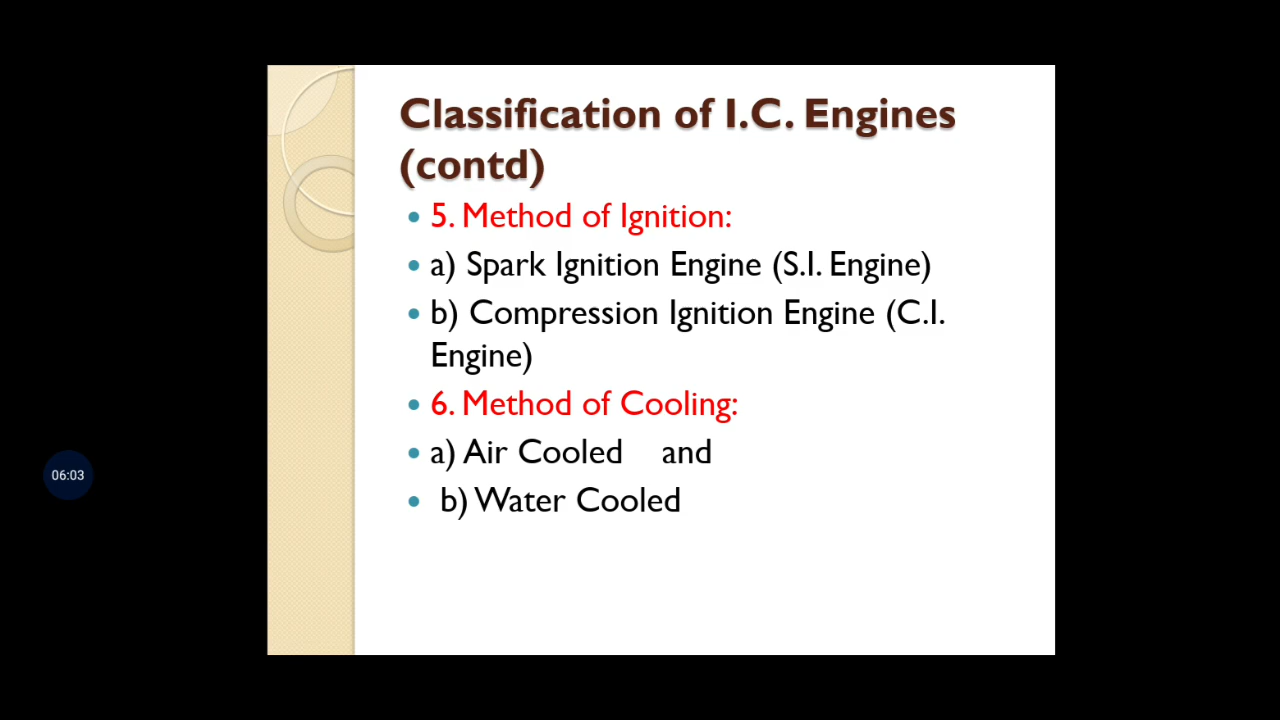 Classification of I.C. Engines
(contd)
• 5. Method of Ignition:
• a) Spark Ignition Engine (S.I. Engine)
• b) Compression Ignition Engine (C.I.
Engine)
• 6. Method of Cooling:
• a) Air Cooled    and
• b) Water Cooled
06:03